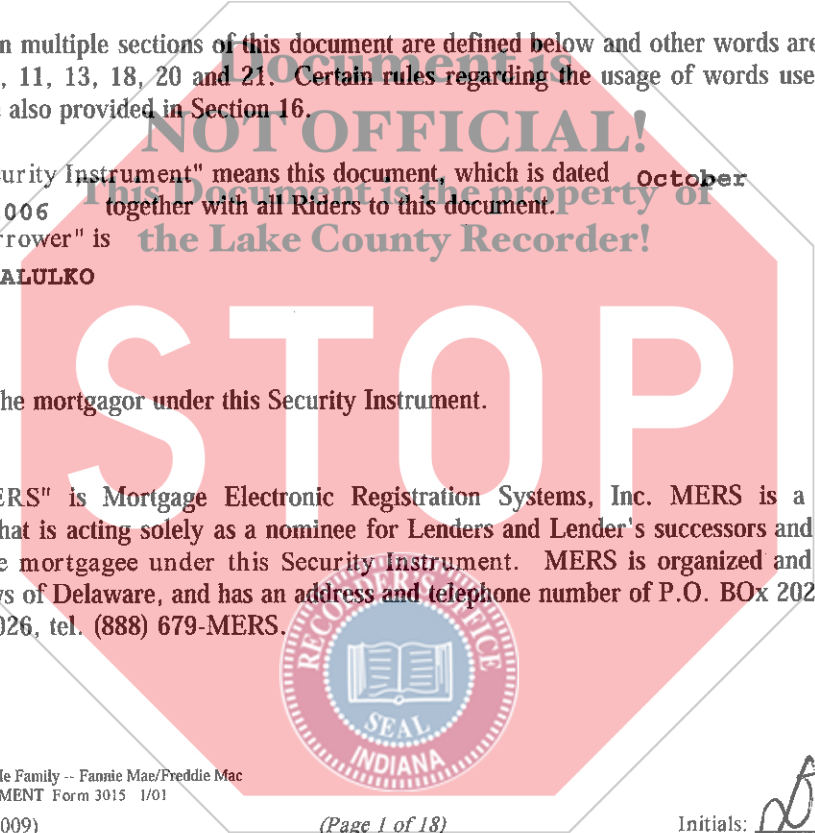 n multiple sections of this document are defined below and other words are
, 11, 13, 18, 20 and 21. Certain rules regarding the usage of words use
also provided in Section 16.
Document is
NOT OFFICIAL!
This Document is the property of
the Lake County Recorder!
urity Instrument" means this document, which is dated October
006 together with all Riders to this document.
rower" is
ALULKO
STOP
he mortgagor under this Security Instrument.
ERS" is Mortgage Electronic Registration Systems, Inc. MERS is a
hat is acting solely as a nominee for Lenders and Lender's successors and
e mortgagee under this Security Instrument. MERS is organized and
s of Delaware, and has an address and telephone number of P.O. BOx 202
026, tel. (888) 679-MERS.
RECORDER'S OFFICE
SEAL
INDIANA
le Family -- Fannie Mae/Freddie Mac
MENT Form 3015 1/01
009)
(Page 1 of 18)
Initials: